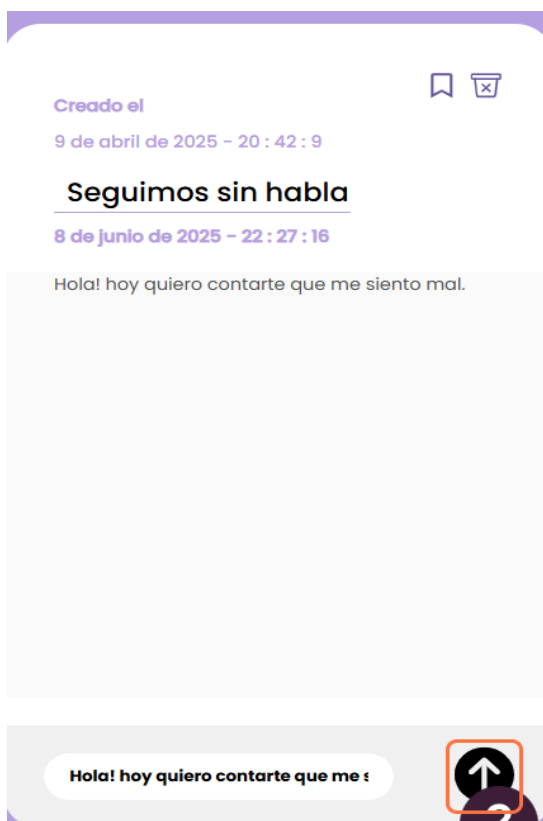 Creado el
9 de abril de 2025 - 20 : 42 : 9
Seguimos sin habla
8 de junio de 2025 - 22 : 27 : 16
Hola! hoy quiero contarte que me siento mal.
Hola! hoy quiero contarte que me s